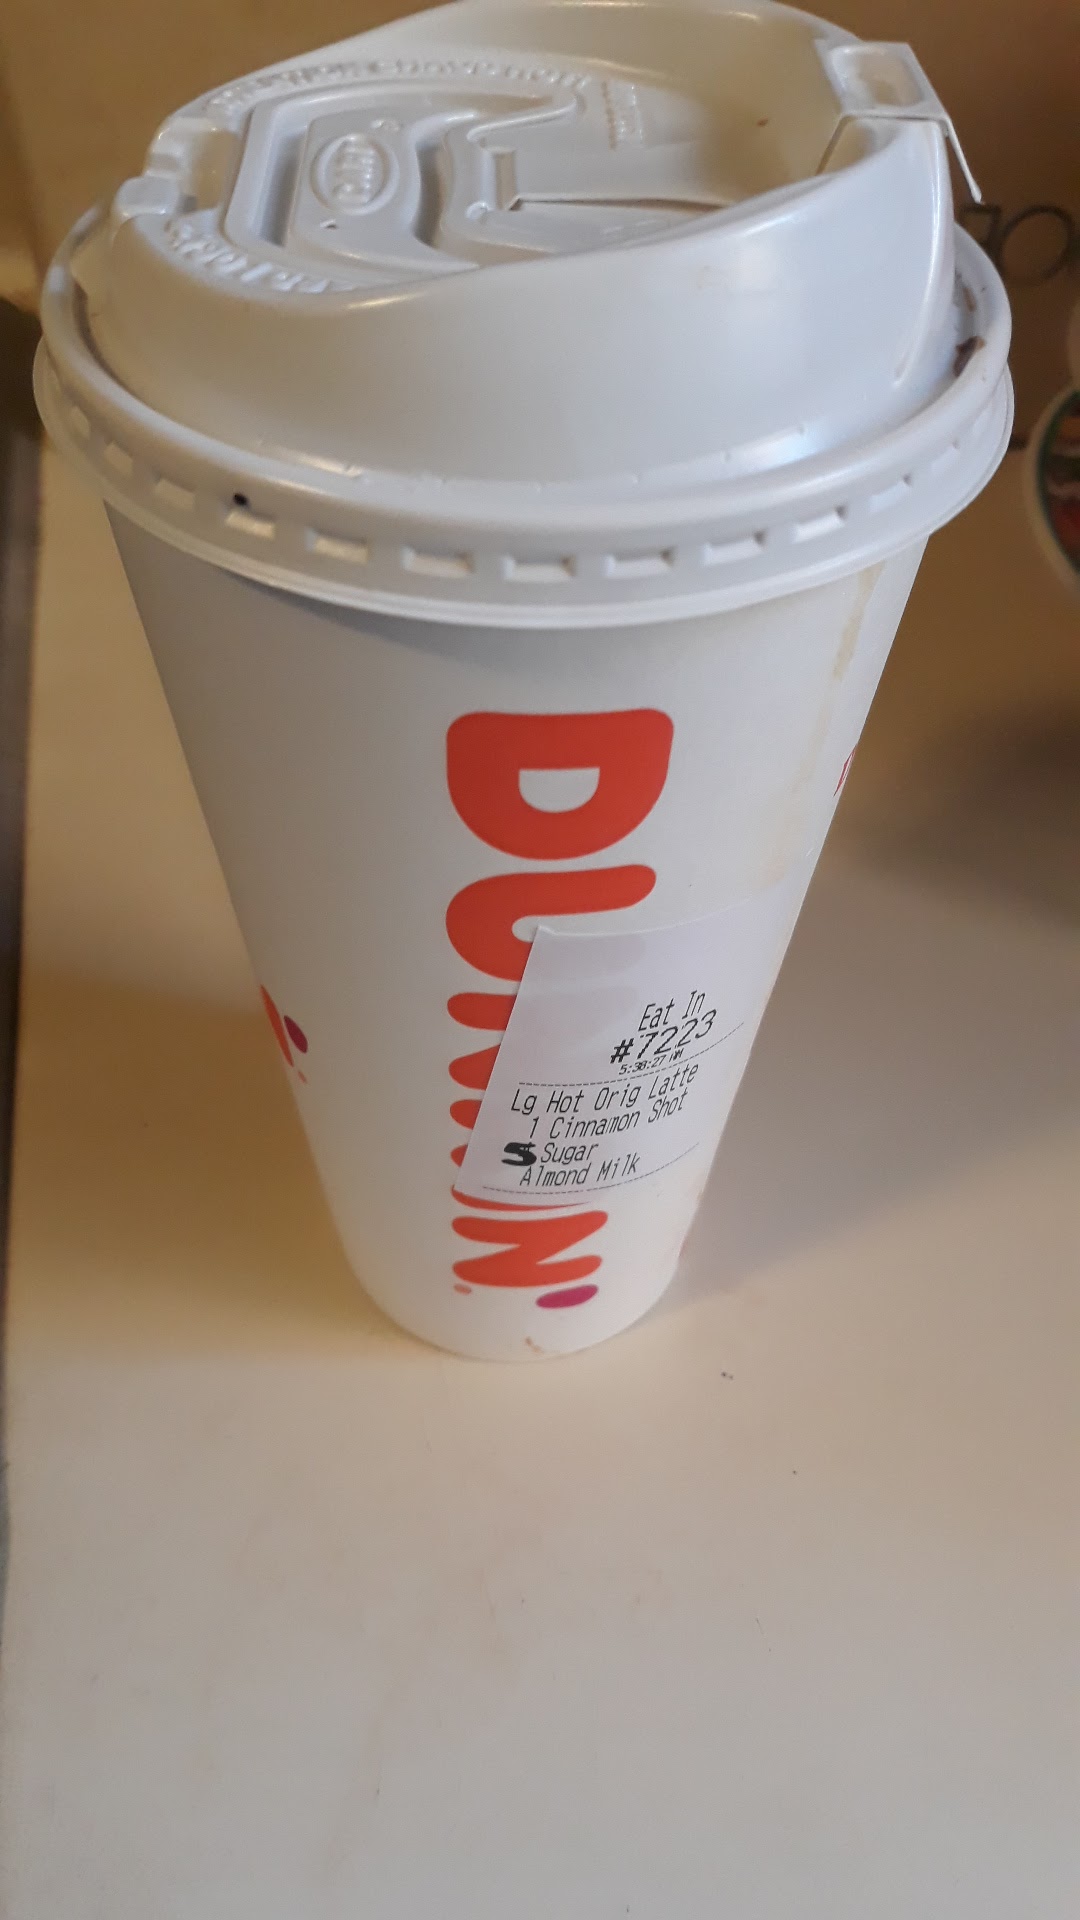 DUNKIN'
Eat In
#7223
Lg Hot Orig Latte
1 Cinnamon Shot
5 Sugar
Almond Milk